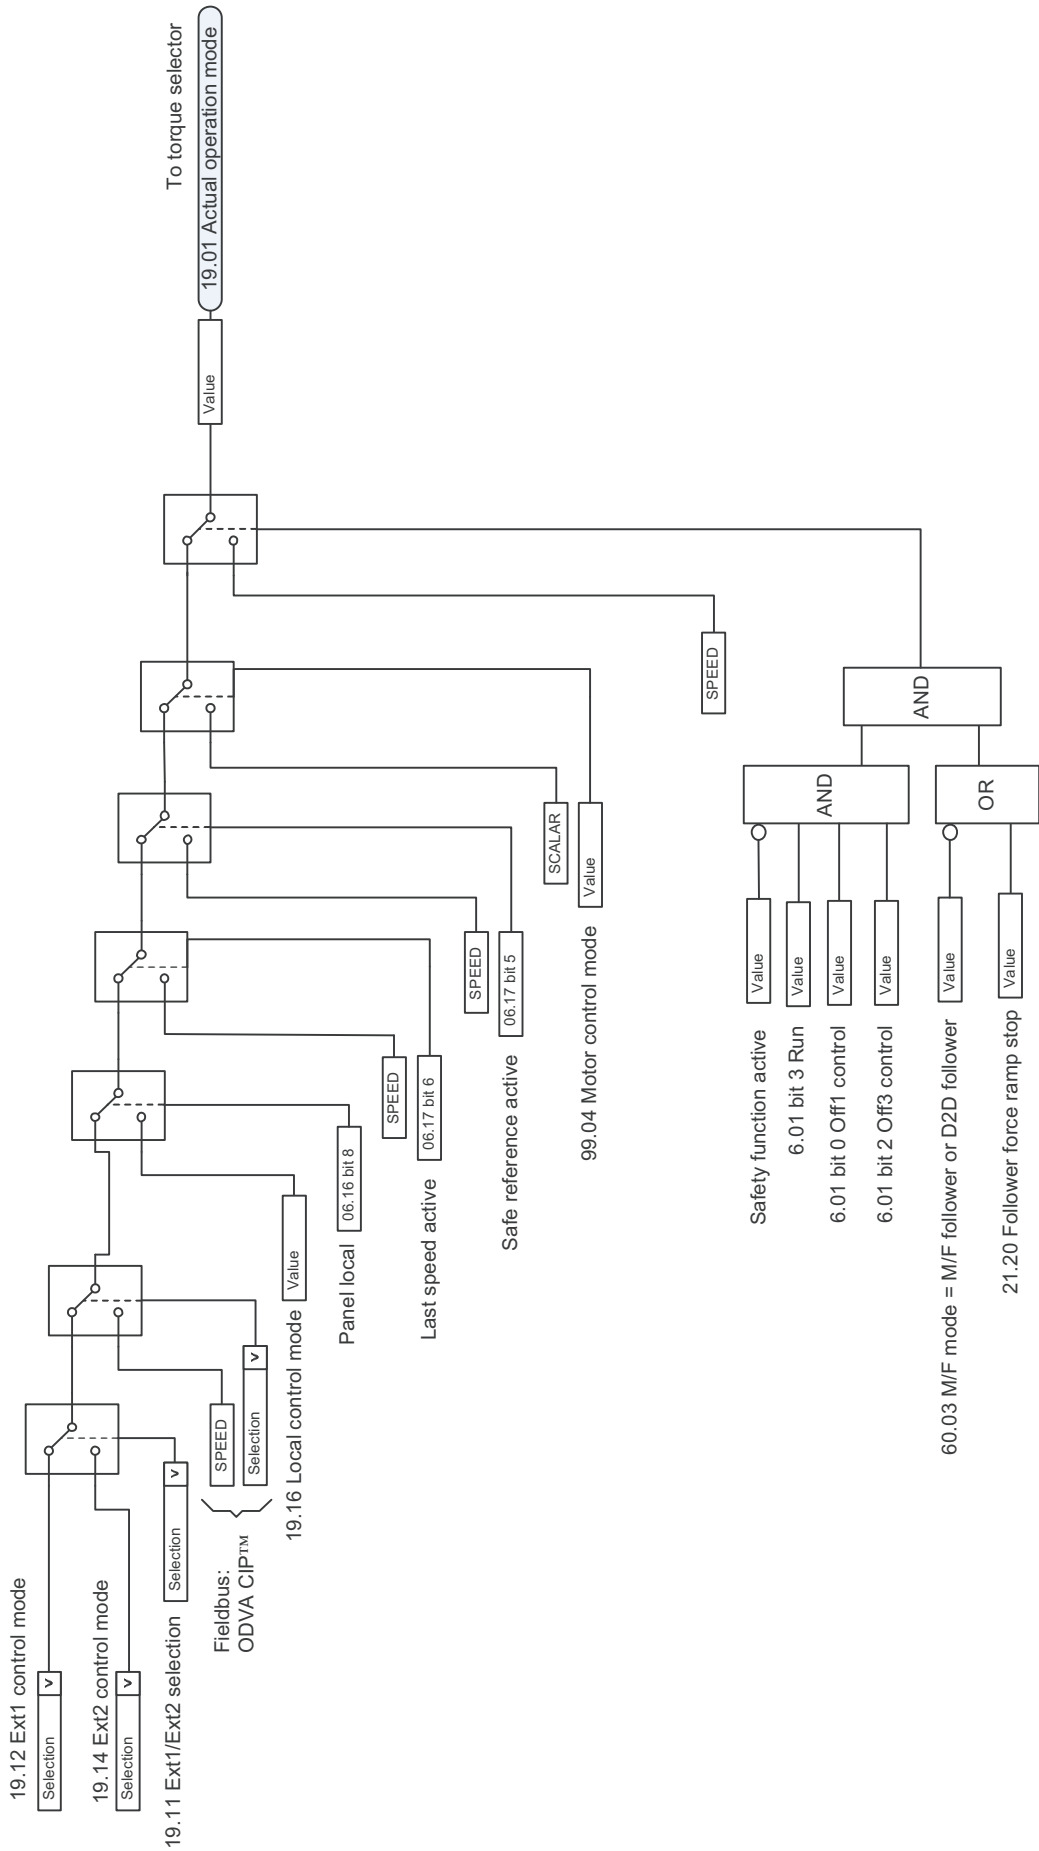 19.12 Ext1 control mode
Selection
v
19.14 Ext2 control mode
Selection
v
19.11 Ext1/Ext2 selection
Selection
v
Fieldbus:
ODVA CIP™
SPEED
Selection
v
19.16 Local control mode
Value
Panel local
06.16 bit 8
SPEED
Last speed active
06.17 bit 6
SPEED
Safe reference active
06.17 bit 5
SCALAR
99.04 Motor control mode
Value
SPEED
Value
19.01 Actual operation mode
To torque selector
Safety function active
Value
6.01 bit 3 Run
Value
6.01 bit 0 Off1 control
Value
6.01 bit 2 Off3 control
Value
AND
60.03 M/F mode = M/F follower or D2D follower
Value
21.20 Follower force ramp stop
Value
OR
AND